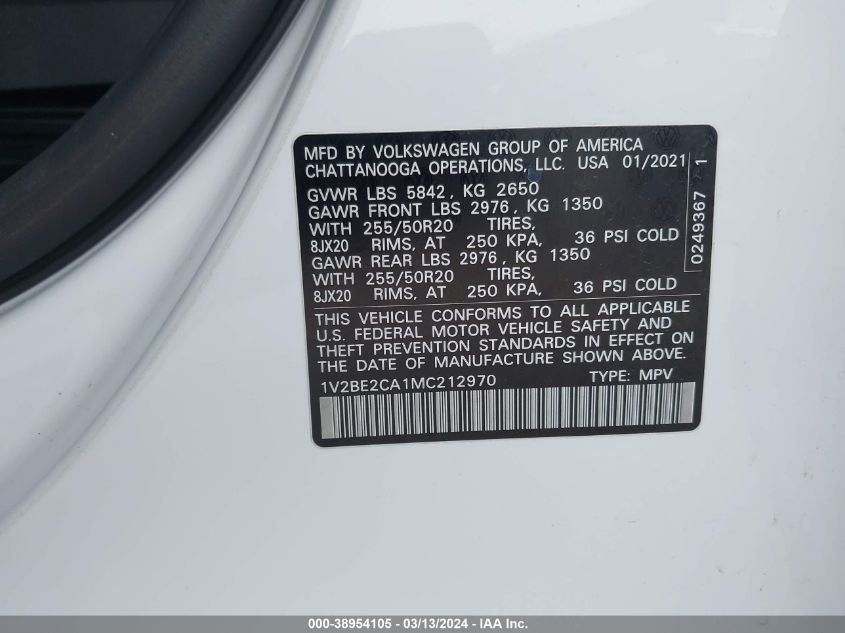 MFD BY VOLKSWAGEN GROUP OF AMERICA
CHATTANOOGA OPERATIONS, LLC. USA 01/2021
GVWR LBS 5842, KG 2650
GAWR FRONT LBS 2976, KG 1350
WITH 255/50R20 TIRES,
8JX20 RIMS, AT 250 KPA, 36 PSI COLD
GAWR REAR LBS 2976, KG 1350
WITH 255/50R20 TIRES,
8JX20 RIMS, AT 250 KPA, 36 PSI COLD
THIS VEHICLE CONFORMS TO ALL APPLICABLE
U.S. FEDERAL MOTOR VEHICLE SAFETY AND
THEFT PREVENTION STANDARDS IN EFFECT ON
THE DATE OF MANUFACTURE SHOWN ABOVE.
1V2BE2CA1MC212970 TYPE: MPV
0249367 1
000-38954105 - 03/13/2024 - IAA Inc.